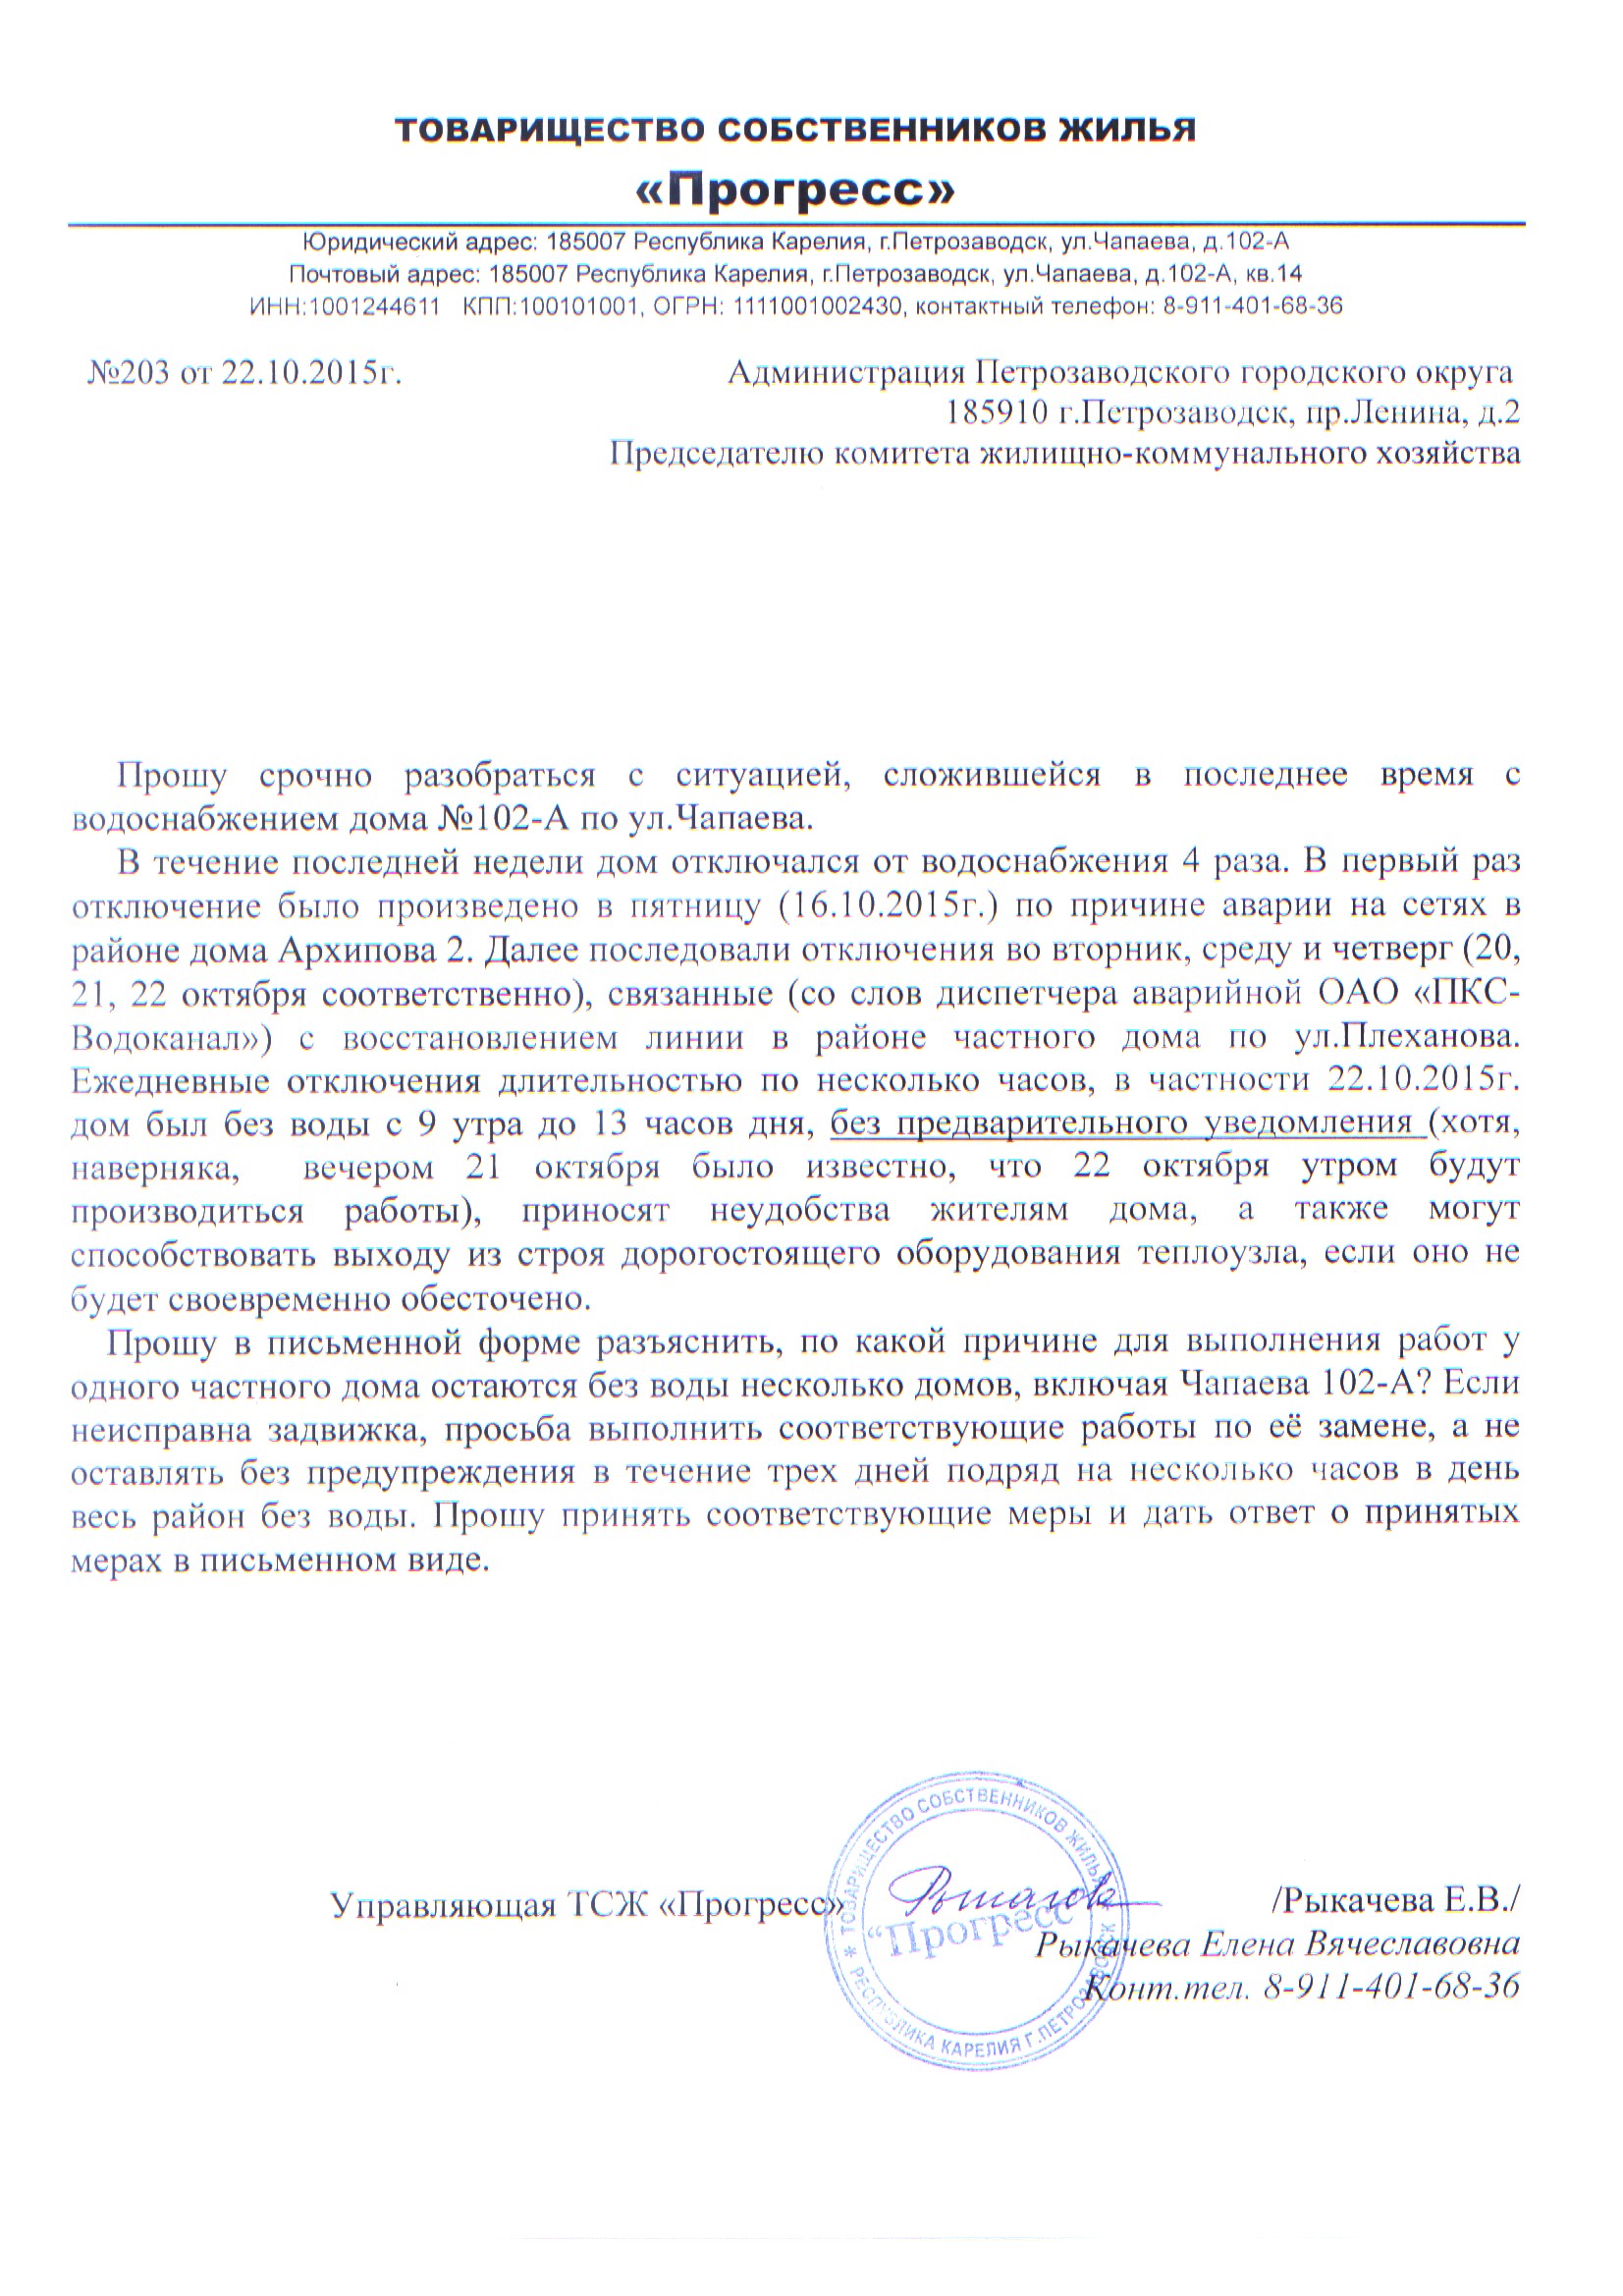 ТОВАРИЩЕСТВО СОБСТВЕННИКОВ ЖИЛЬЯ
«Прогресс»
Юридический адрес: 185007 Республика Карелия, г.Петрозаводск, ул.Чапаева, д.102-А
Почтовый адрес: 185007 Республика Карелия, г.Петрозаводск, ул.Чапаева, д.102-А, кв.14
ИНН:1001244611 КПП:100101001, ОГРН: 1111001002430, контактный телефон: 8-911-401-68-36
№203 от 22.10.2015г.
Администрация Петрозаводского городского округа
185910 г.Петрозаводск, пр.Ленина, д.2
Председателю комитета жилищно-коммунального хозяйства
Прошу срочно разобраться с ситуацией, сложившейся в последнее время с
водоснабжением дома №102-А по ул.Чапаева.
В течение последней недели дом отключался от водоснабжения 4 раза. В первый раз
отключение было произведено в пятницу (16.10.2015г.) по причине аварии на сетях в
районе дома Архипова 2. Далее последовали отключения во вторник, среду и четверг (20,
21, 22 октября соответственно), связанные (со слов диспетчера аварийной ОАО «ПКС-
Водоканал») с восстановлением линии в районе частного дома по ул.Плеханова.
Ежедневные отключения длительностью по несколько часов, в частности 22.10.2015г.
дом был без воды с 9 утра до 13 часов дня, без предварительного уведомления (хотя,
наверняка, вечером 21 октября было известно, что 22 октября утром будут
производиться работы), приносят неудобства жителям дома, а также могут
способствовать выходу из строя дорогостоящего оборудования теплоузла, если оно не
будет своевременно обесточено.
Прошу в письменной форме разъяснить, по какой причине для выполнения работ у
одного частного дома остаются без воды несколько домов, включая Чапаева 102-А? Если
неисправна задвижка, просьба выполнить соответствующие работы по её замене, а не
оставлять без предупреждения в течение трех дней подряд на несколько часов в день
весь район без воды. Прошу принять соответствующие меры и дать ответ о принятых
мерах в письменном виде.
Управляющая ТСЖ «Прогресс» /Рыкачева Е.В./
Рыкачева Елена Вячеславовна
Конт.тел. 8-911-401-68-36
ТОВАРИЩЕСТВО СОБСТВЕННИКОВ ЖИЛЬЯ
* РЕСПУБЛИКА КАРЕЛИЯ Г.ПЕТРОЗАВОДСК
“Прогресс”